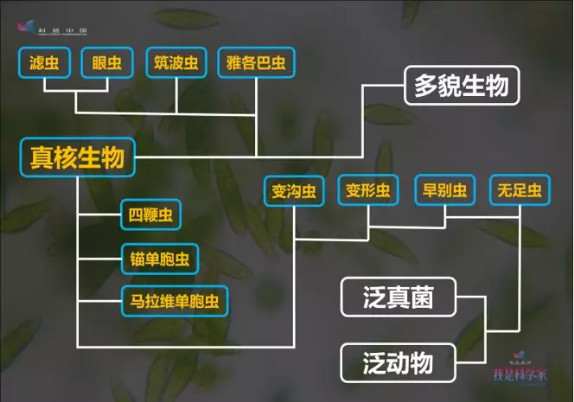 科普中国
滤虫
眼虫
筑波虫
雅各巴虫
多貌生物
真核生物
变沟虫
变形虫
早别虫
无足虫
四鞭虫
锚单胞虫
马拉维单胞虫
泛真菌
泛动物
我是科学家